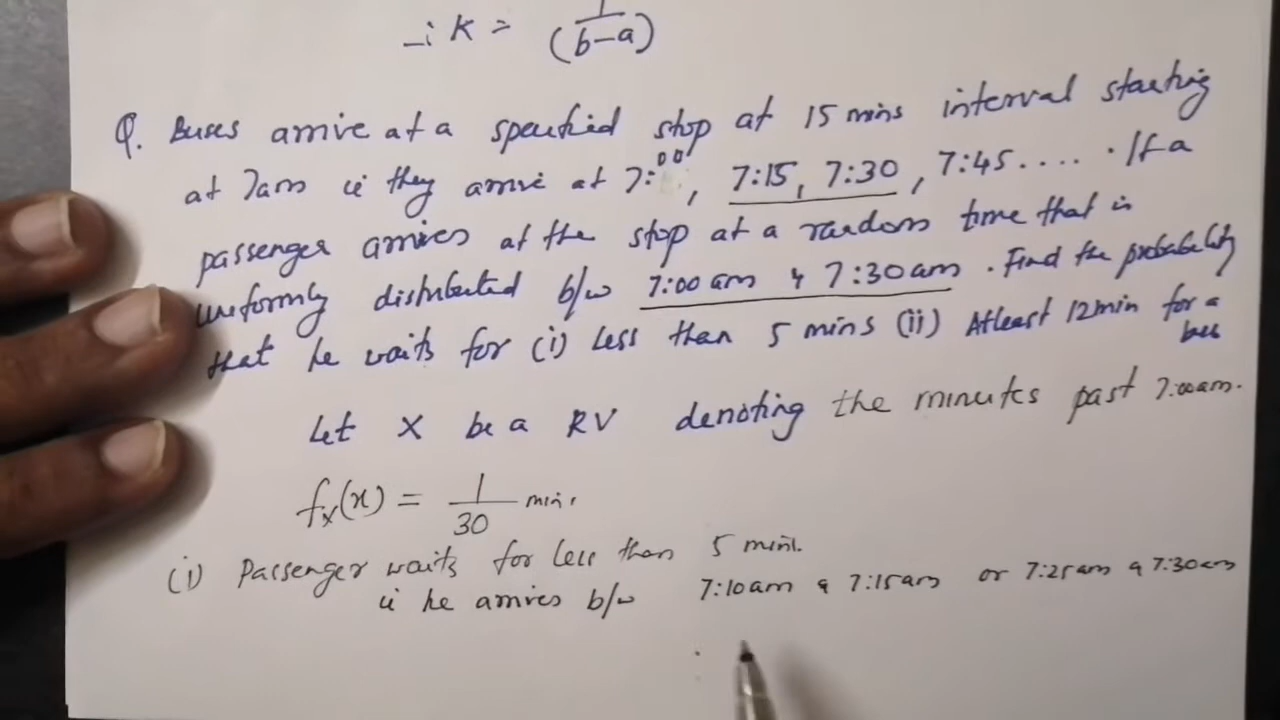 ∴ K = 1/(b-a)
Q. Buses arrive at a specified stop at 15 mins interval starting
at 7am ie they arrive at 7:00, 7:15, 7:30, 7:45.... . If a
passenger arrives at the stop at a random time that is
uniformly distributed b/w 7:00 am & 7:30 am . Find the probability
that he waits for (i) Less than 5 mins (ii) Atleast 12 min for a
bus
Let X be a RV denoting the minutes past 7:00am.
fx(x) = 1/30 min.
(i) Passenger waits for less than 5 mins.
ie he arrives b/w 7:10am & 7:15am or 7:25am & 7:30am